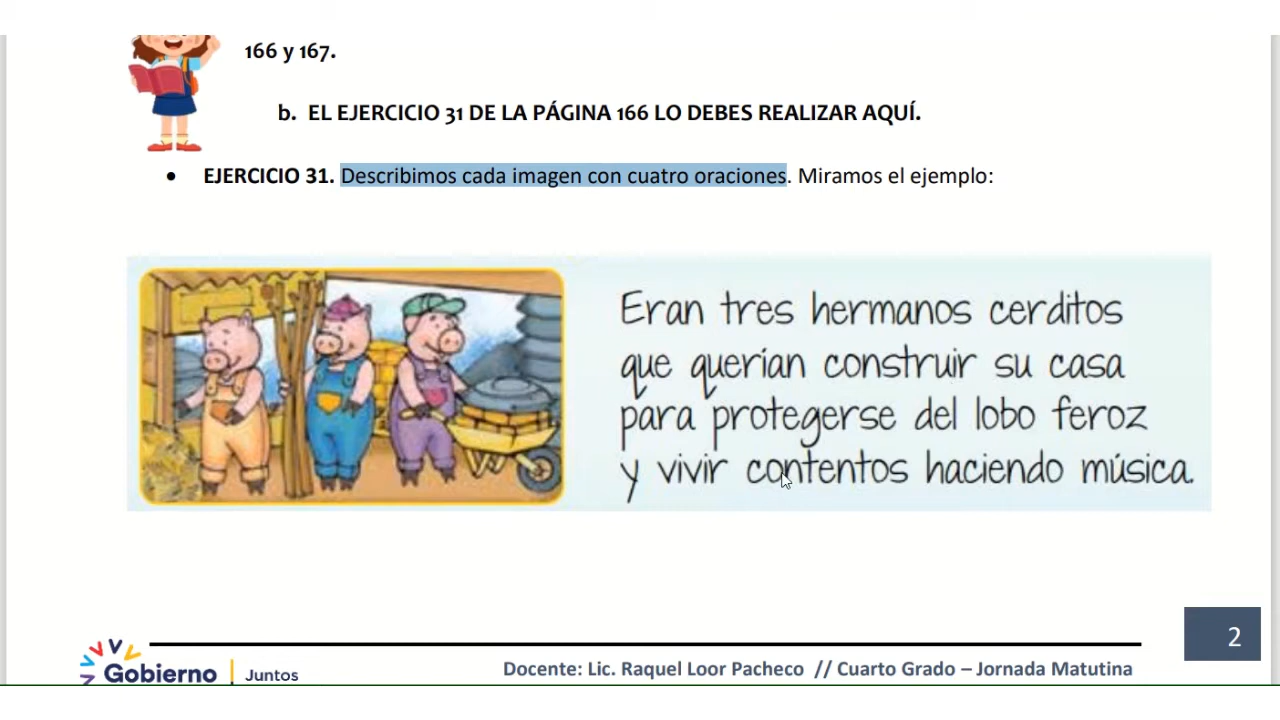 166 y 167.
b. EL EJERCICIO 31 DE LA PÁGINA 166 LO DEBES REALIZAR AQUÍ.
• EJERCICIO 31. Describimos cada imagen con cuatro oraciones. Miramos el ejemplo:
Eran tres hermanos cerditos
que querían construir su casa
para protegerse del lobo feroz
y vivir contentos haciendo música.
2
Gobierno | Juntos
Docente: Lic. Raquel Loor Pacheco // Cuarto Grado – Jornada Matutina